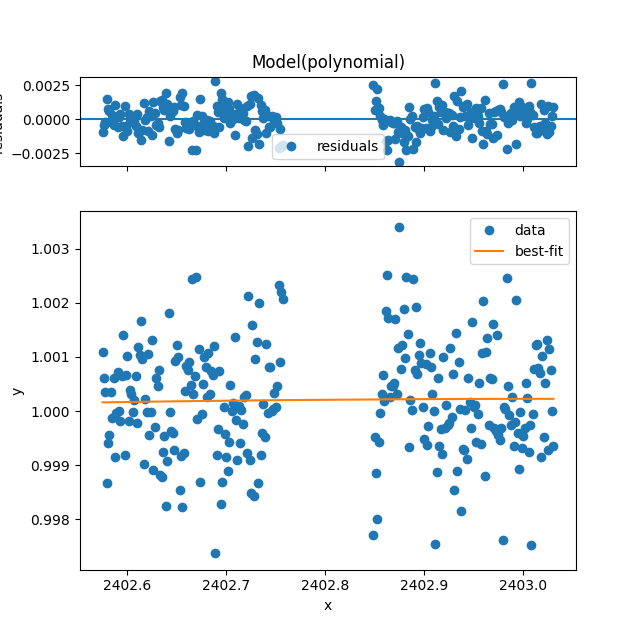 Model(polynomial)
0.0025
0.0000
−0.0025
residuals
residuals
1.003
1.002
1.001
1.000
0.999
0.998
y
data
best-fit
2402.6
2402.7
2402.8
2402.9
2403.0
x